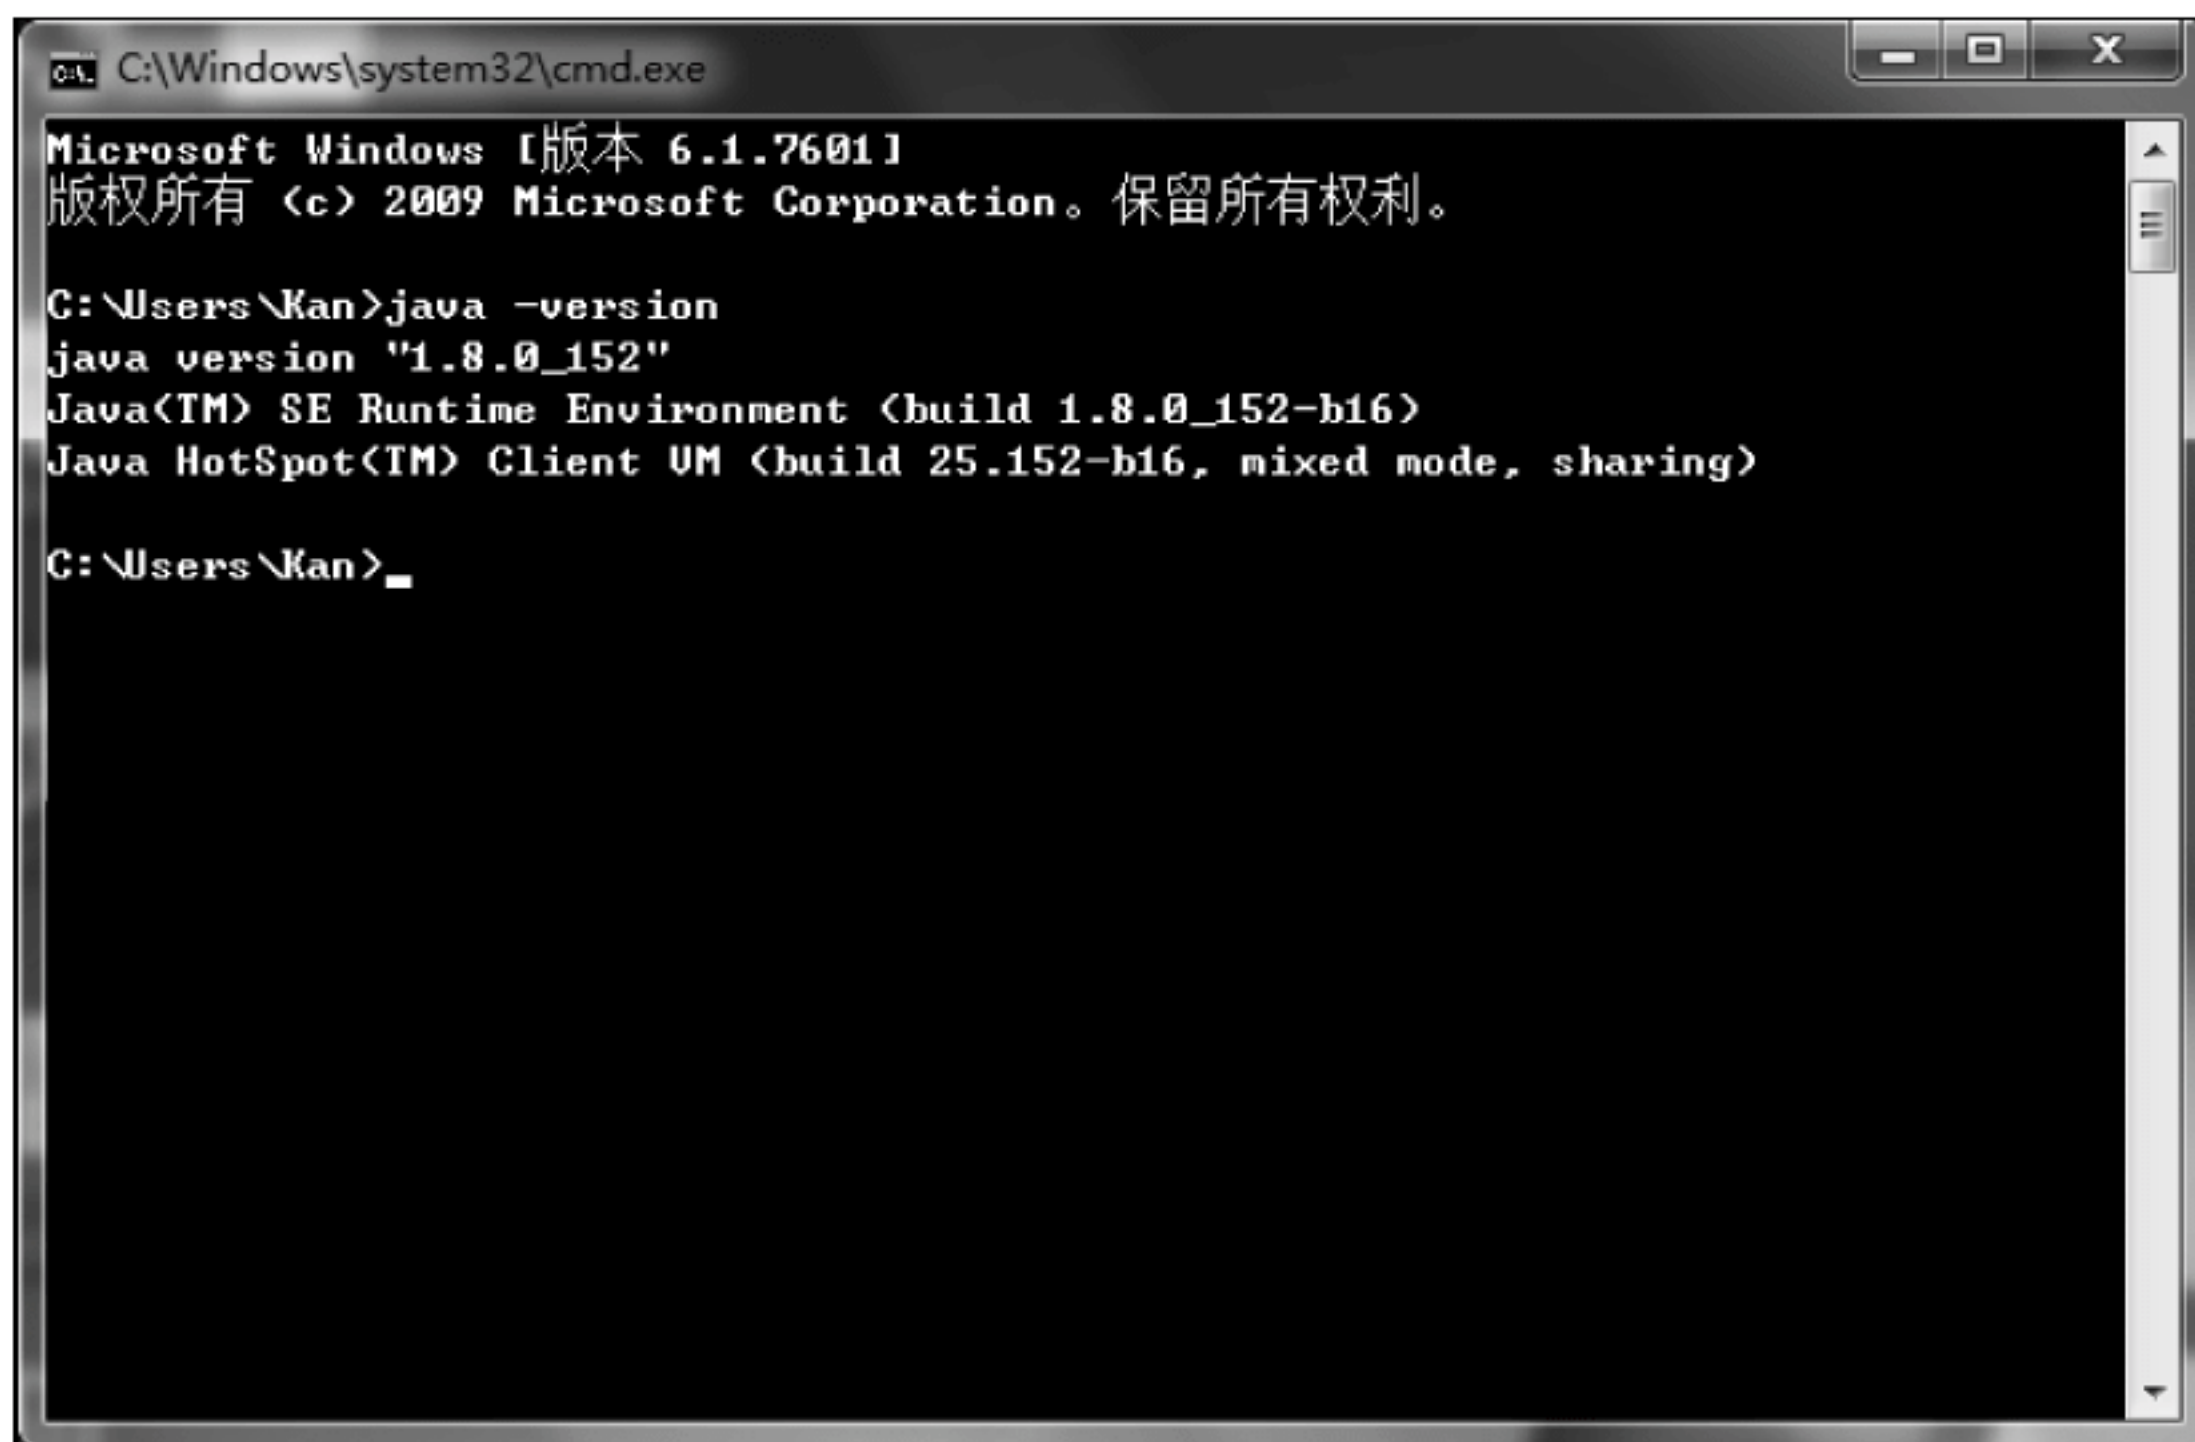 C:\Windows\system32\cmd.exe
Microsoft Windows [版本 6.1.7601]
版权所有 (c) 2009 Microsoft Corporation。保留所有权利。
C:\Users\Kan>java -version
java version "1.8.0_152"
Java(TM) SE Runtime Environment (build 1.8.0_152-b16)
Java HotSpot(TM) Client VM (build 25.152-b16, mixed mode, sharing)
C:\Users\Kan>_